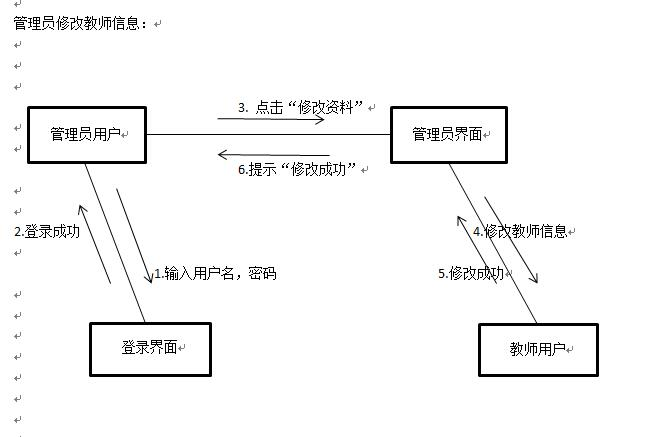 管理员修改教师信息：
3. 点击“修改资料”
管理员用户
管理员界面
6.提示“修改成功”
2.登录成功
4.修改教师信息
1.输入用户名，密码
5.修改成功
登录界面
教师用户